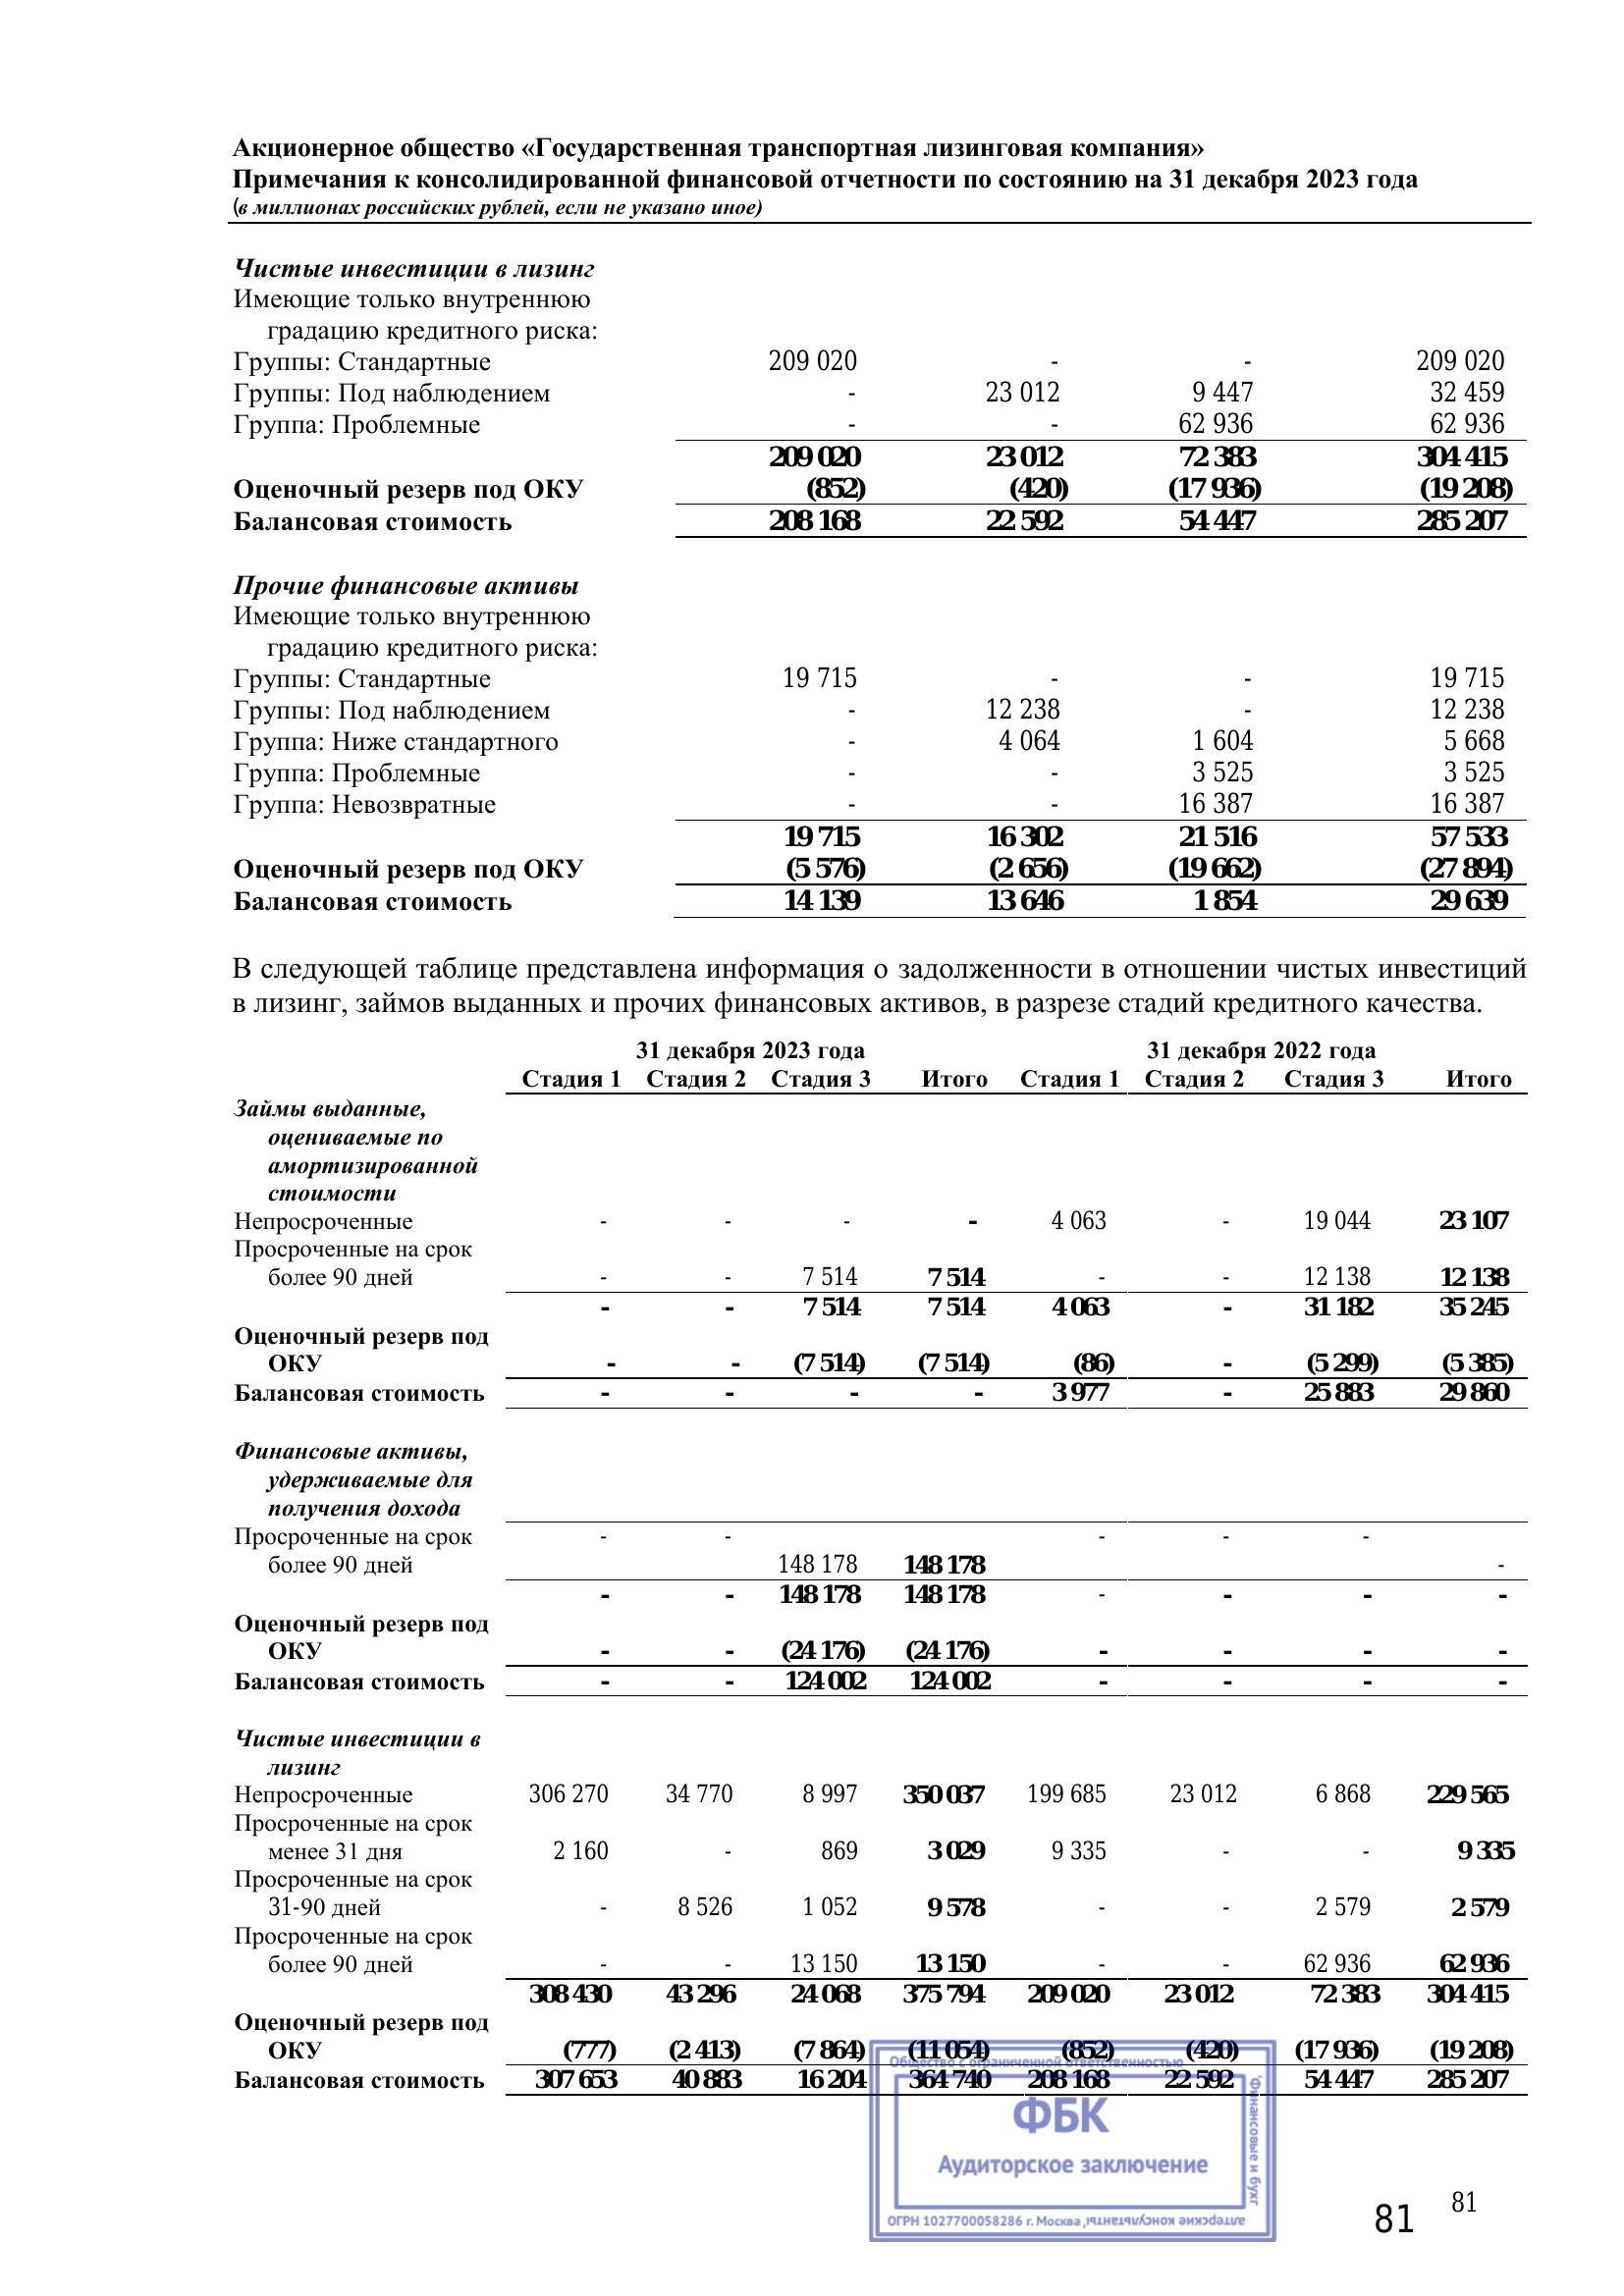 Акционерное общество «Государственная транспортная лизинговая компания»
Примечания к консолидированной финансовой отчетности по состоянию на 31 декабря 2023 года
(в миллионах российских рублей, если не указано иное)
Чистые инвестиции в лизинг
Имеющие только внутреннюю
градацию кредитного риска:
Группы: Стандартные 209 020 - - 209 020
Группы: Под наблюдением - 23 012 9 447 32 459
Группа: Проблемные - - 62 936 62 936
209 020 23 012 72 383 304 415
Оценочный резерв под ОКУ (852) (420) (17 936) (19 208)
Балансовая стоимость 208 168 22 592 54 447 285 207
Прочие финансовые активы
Имеющие только внутреннюю
градацию кредитного риска:
Группы: Стандартные 19 715 - - 19 715
Группы: Под наблюдением - 12 238 - 12 238
Группа: Ниже стандартного - 4 064 1 604 5 668
Группа: Проблемные - - 3 525 3 525
Группа: Невозвратные - - 16 387 16 387
19 715 16 302 21 516 57 533
Оценочный резерв под ОКУ (5 576) (2 656) (19 662) (27 894)
Балансовая стоимость 14 139 13 646 1 854 29 639
В следующей таблице представлена информация о задолженности в отношении чистых инвестиций
в лизинг, займов выданных и прочих финансовых активов, в разрезе стадий кредитного качества.
31 декабря 2023 года 31 декабря 2022 года
Стадия 1 Стадия 2 Стадия 3 Итого Стадия 1 Стадия 2 Стадия 3 Итого
Займы выданные,
оцениваемые по
амортизированной
стоимости
Непросроченные - - - - 4 063 - 19 044 23 107
Просроченные на срок
более 90 дней - - 7 514 7 514 - - 12 138 12 138
- - 7 514 7 514 4 063 - 31 182 35 245
Оценочный резерв под
ОКУ - - (7 514) (7 514) (86) - (5 299) (5 385)
Балансовая стоимость - - - - 3 977 - 25 883 29 860
Финансовые активы,
удерживаемые для
получения дохода
Просроченные на срок - - - - -
более 90 дней 148 178 148 178 -
- - 148 178 148 178 - - - -
Оценочный резерв под
ОКУ - - (24 176) (24 176) - - - -
Балансовая стоимость - - 124 002 124 002 - - - -
Чистые инвестиции в
лизинг
Непросроченные 306 270 34 770 8 997 350 037 199 685 23 012 6 868 229 565
Просроченные на срок
менее 31 дня 2 160 - 869 3 029 9 335 - - 9 335
Просроченные на срок
31-90 дней - 8 526 1 052 9 578 - - 2 579 2 579
Просроченные на срок
более 90 дней - - 13 150 13 150 - - 62 936 62 936
308 430 43 296 24 068 375 794 209 020 23 012 72 383 304 415
Оценочный резерв под
ОКУ (777) (2 413) (7 864) (11 054) (852) (420) (17 936) (19 208)
Балансовая стоимость 307 653 40 883 16 204 364 740 208 168 22 592 54 447 285 207
Общество с ограниченной ответственностью
"Финансовые и бухг
алтерские консультанты,
ФБК
Аудиторское заключение
ОГРН 1027700058286 г. Москва
81
81